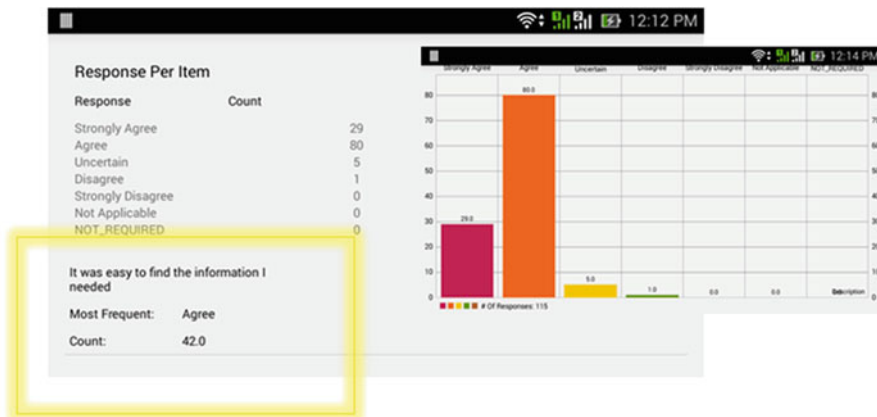 12:12 PM
Response Per Item
Response Count
Strongly Agree 29
Agree 80
Uncertain 5
Disagree 1
Strongly Disagree 0
Not Applicable 0
NOT_REQUIRED 0
It was easy to find the information I
needed
Most Frequent: Agree
Count: 42.0
12:14 PM
Strongly Agree Agree Uncertain Disagree Strongly Disagree Not Applicable NOT_REQUIRED
80
70
60
50
40
30
20
10
0
29.0 80.0 5.0 1.0 0.0 0.0
# Of Responses: 115